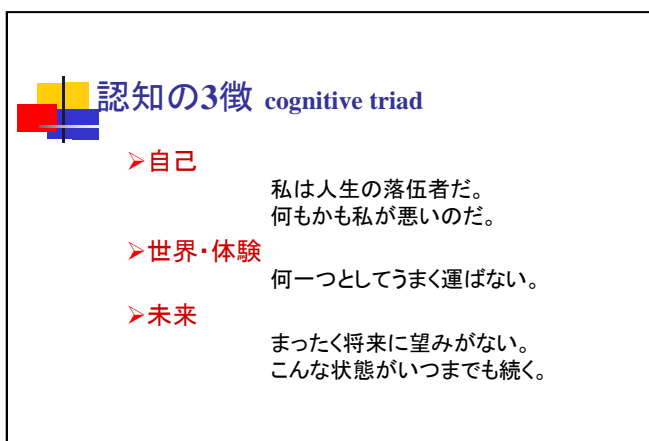 認知の3徴 cognitive triad
➢自己
私は人生の落伍者だ。
何もかも私が悪いのだ。
➢世界・体験
何一つとしてうまく運ばない。
➢未来
まったく将来に望みがない。
こんな状態がいつまでも続く。